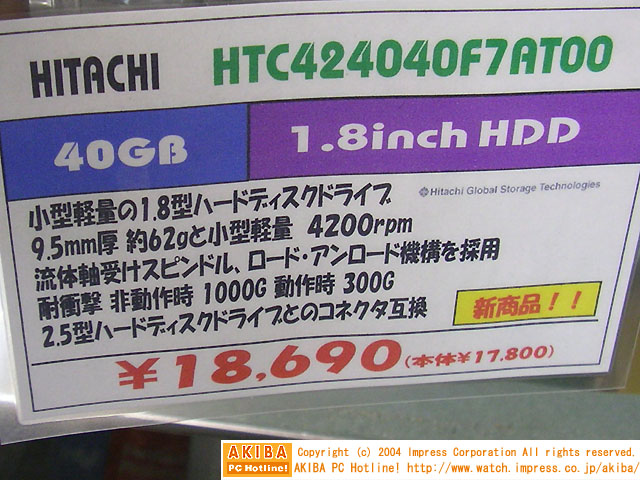 HITACHI HTC424040F7AT00
40GB 1.8inch HDD
小型軽量の1.8型ハードディスクドライブ
Hitachi Global Storage Technologies
9.5mm厚 約62gと小型軽量 4200rpm
流体軸受けスピンドル、ロード・アンロード機構を採用
耐衝撃 非動作時 1000G 動作時 300G
2.5型ハードディスクドライブとのコネクタ互換
新商品!!
¥18,690(本体¥17,800)
AKIBA PC Hotline!
Copyright (c) 2004 Impress Corporation All rights reserved.
AKIBA PC Hotline! http://www.watch.impress.co.jp/akiba/